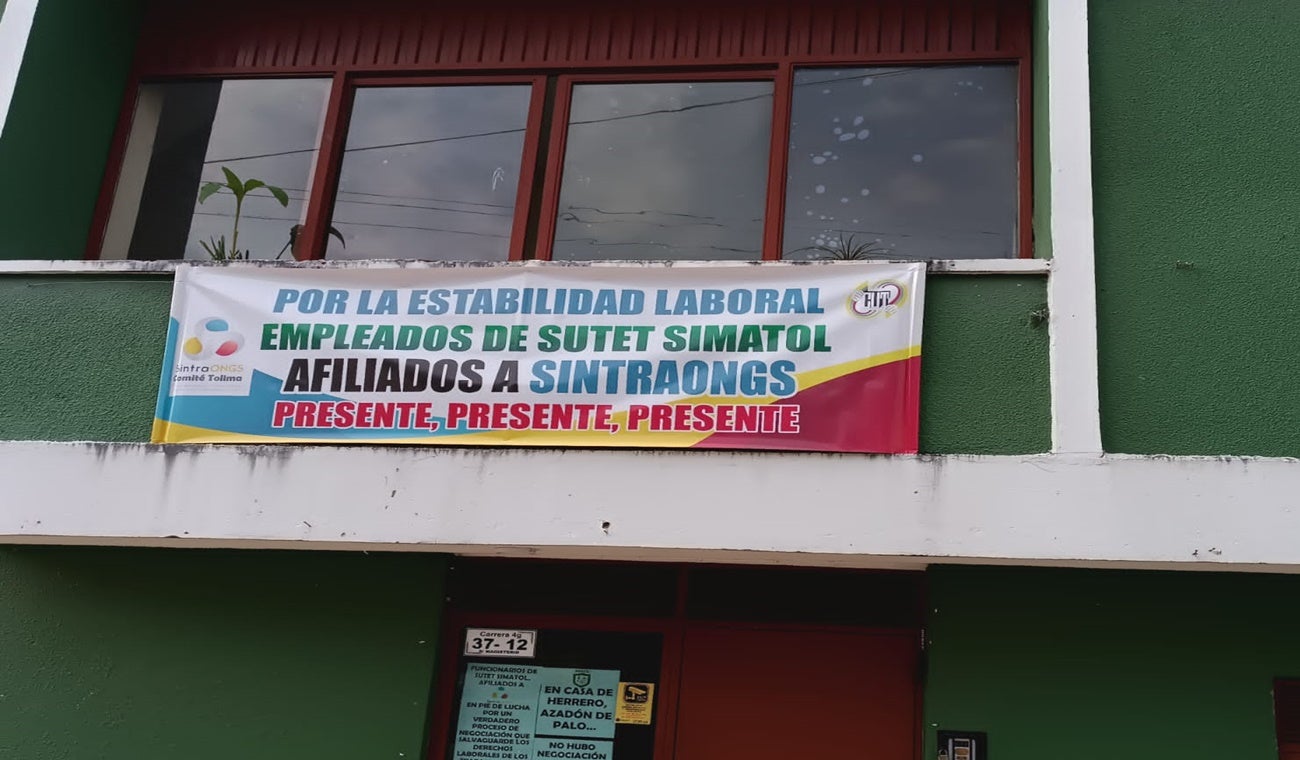 POR LA ESTABILIDAD LABORAL
EMPLEADOS DE SUTET SIMATOL
AFILIADOS A SINTRAONGS
PRESENTE, PRESENTE, PRESENTE
SintraONGS
Comité Tolima
CUT
Carrera 4g
37- 12
B/ MAGISTERIO
FUNCIONARIOS DE
SUTET SIMATOL,
AFILIADOS A
EN PIE DE LUCHA
POR UN
VERDADERO
PROCESO DE
NEGOCIACIÓN QUE
SALVAGUARDE LOS
DERECHOS
LABORALES DE LOS
EN CASA DE
HERRERO,
AZADÓN DE
PALO...
NO HUBO
NEGOCIACIÓN